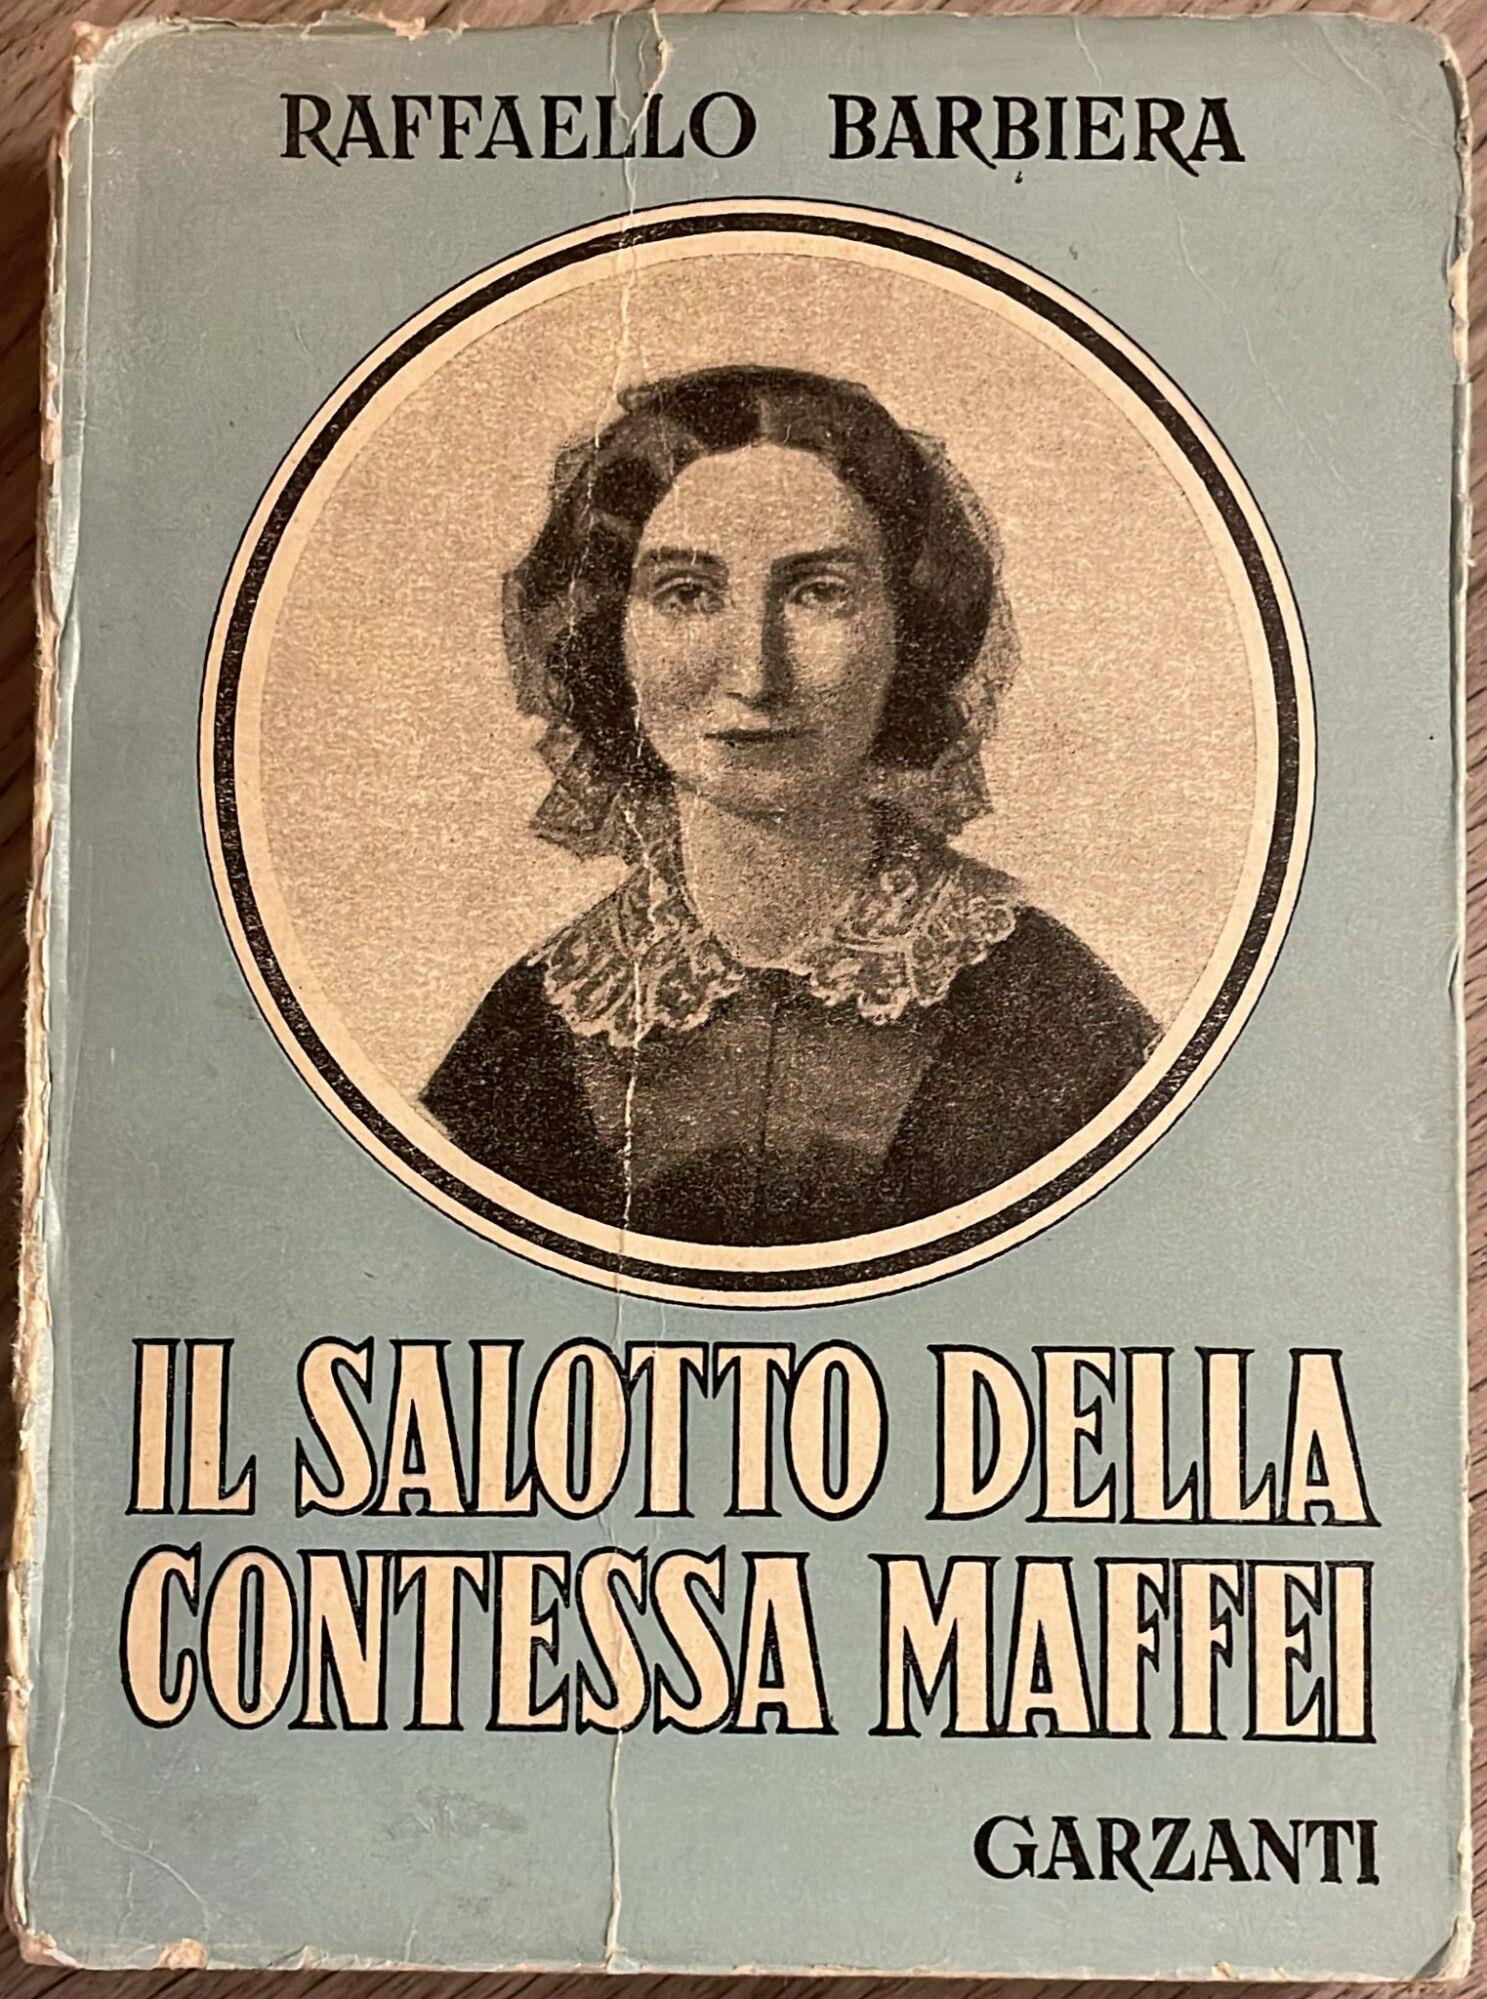 RAFFAELLO BARBIERA
IL SALOTTO DELLA
CONTESSA MAFFEI
GARZANTI